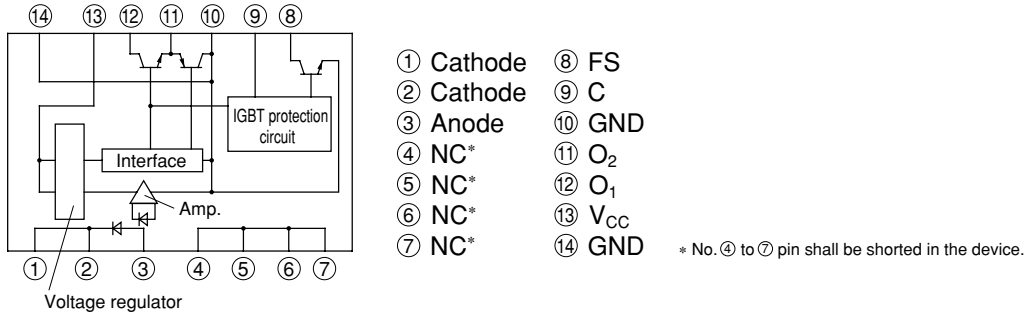 ⑭ ⑬ ⑫ ⑪ ⑩ ⑨ ⑧
IGBT protection
circuit
Interface
Amp.
① ② ③ ④ ⑤ ⑥ ⑦
Voltage regulator
① Cathode ⑧ FS
② Cathode ⑨ C
③ Anode ⑩ GND
④ NC* ⑪ O₂
⑤ NC* ⑫ O₁
⑥ NC* ⑬ V_CC
⑦ NC* ⑭ GND
* No. ④ to ⑦ pin shall be shorted in the device.